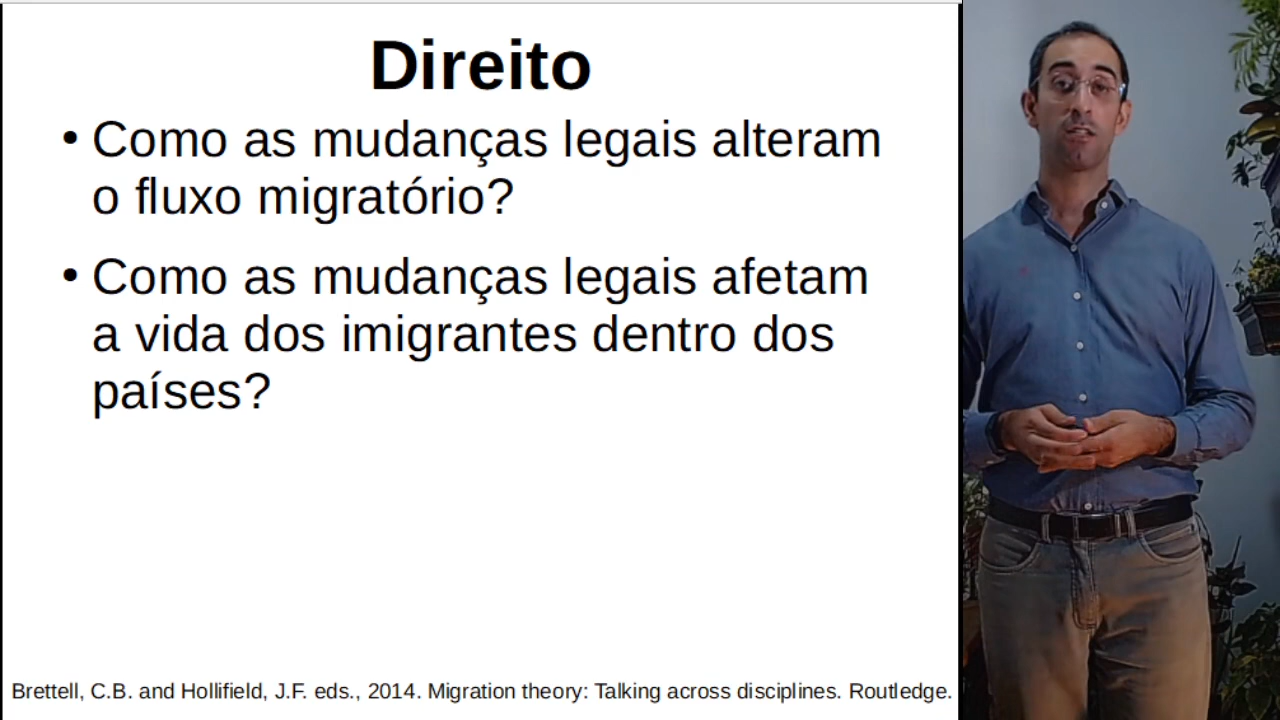 Direito
• Como as mudanças legais alteram
o fluxo migratório?
• Como as mudanças legais afetam
a vida dos imigrantes dentro dos
países?
Brettell, C.B. and Hollifield, J.F. eds., 2014. Migration theory: Talking across disciplines. Routledge.